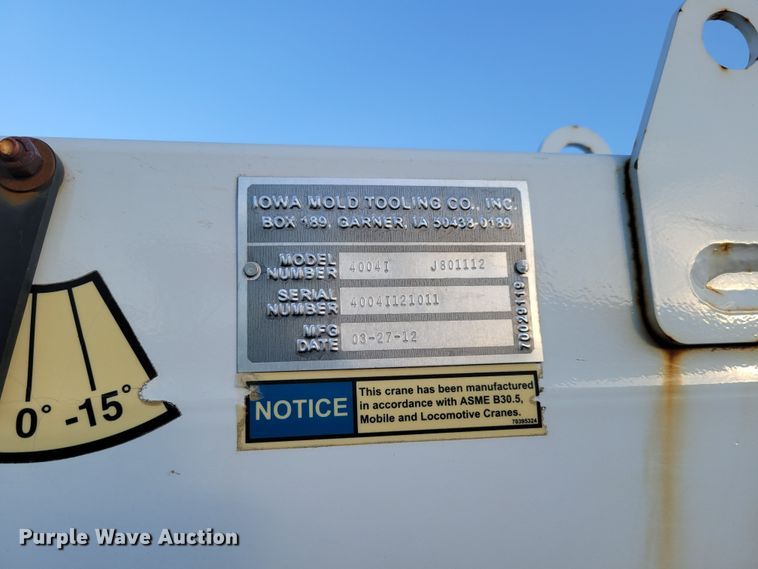 IOWA MOLD TOOLING CO., INC.
BOX 189, GARNER, IA 50438-0189
MODEL NUMBER 4004I J801112
SERIAL NUMBER 4004I121011
MFG DATE 03-27-12
70029119
NOTICE
This crane has been manufactured
in accordance with ASME B30.5,
Mobile and Locomotive Cranes.
70395324
0° -15°
Purple Wave Auction